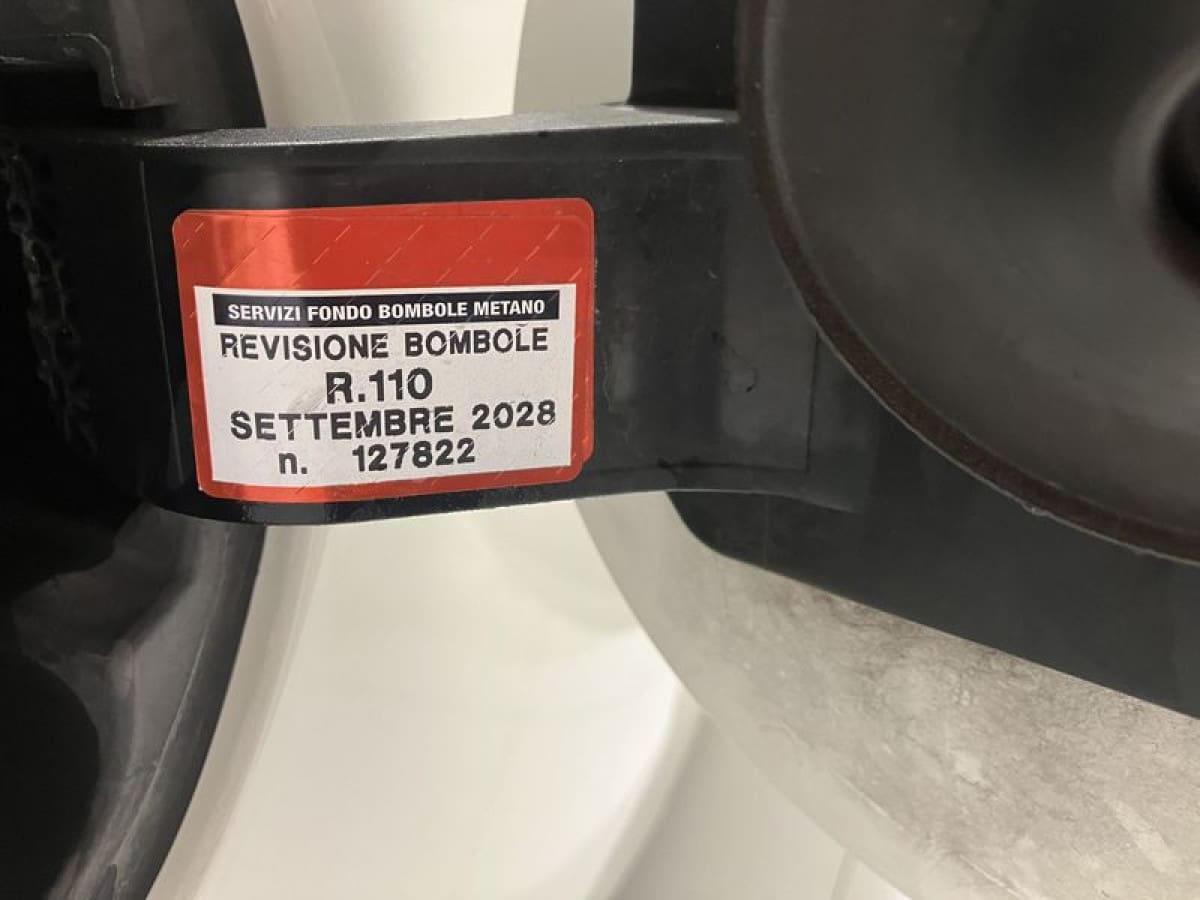 SERVIZI FONDO BOMBOLE METANO
REVISIONE BOMBOLE
R.110
SETTEMBRE 2028
n. 127822